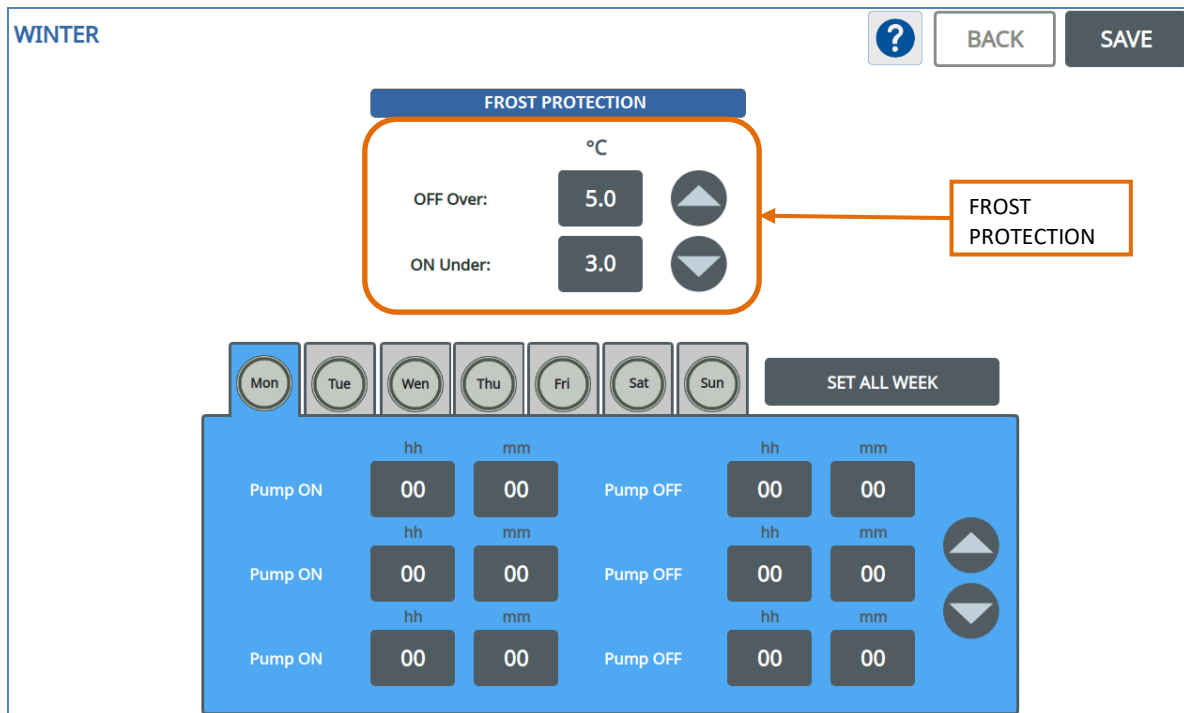 WINTER
?
BACK
SAVE
FROST PROTECTION
°C
OFF Over:
5.0
ON Under:
3.0
FROST
PROTECTION
Mon
Tue
Wen
Thu
Fri
Sat
Sun
SET ALL WEEK
hh mm hh mm
Pump ON 00 00 Pump OFF 00 00
hh mm hh mm
Pump ON 00 00 Pump OFF 00 00
hh mm hh mm
Pump ON 00 00 Pump OFF 00 00